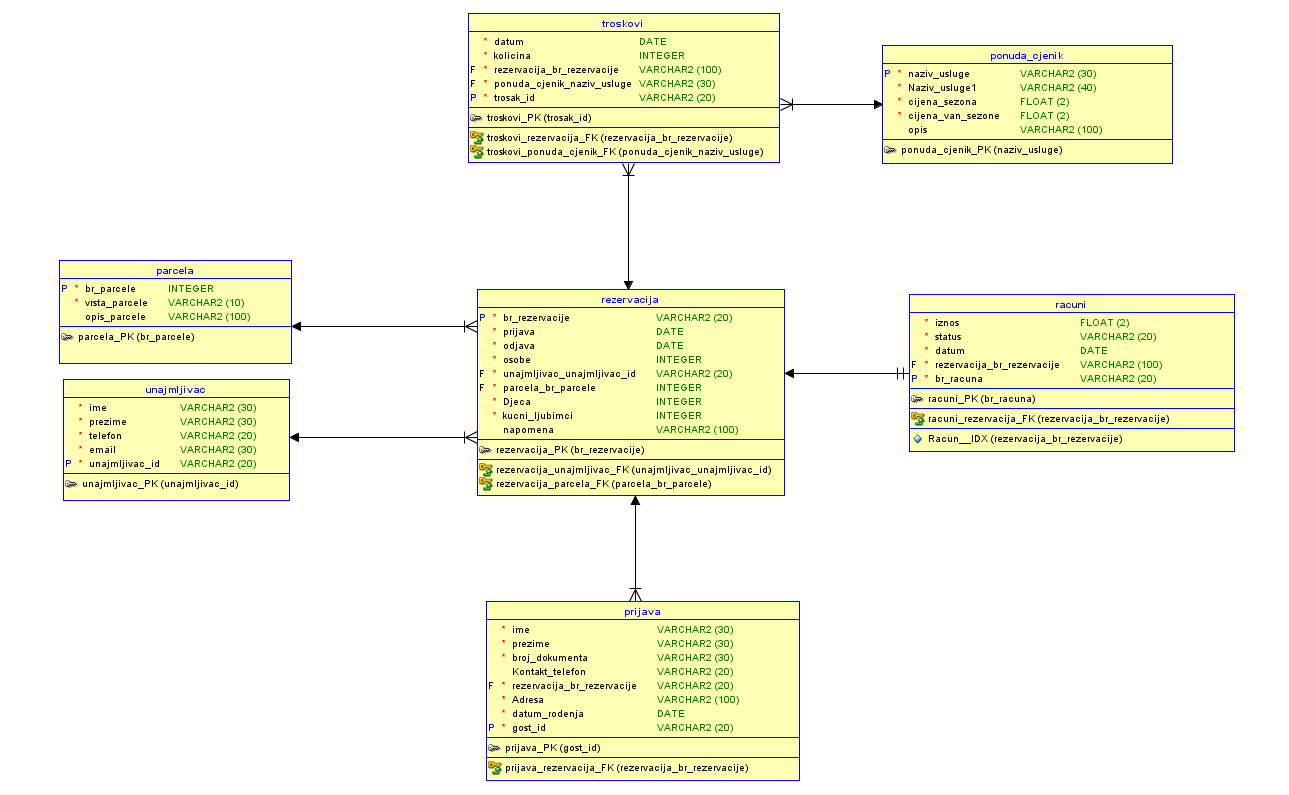 troskovi
* datum DATE
* kolicina INTEGER
F * rezervacija_br_rezervacije VARCHAR2 (100)
F * ponuda_cjenik_naziv_usluge VARCHAR2 (30)
P * trosak_id VARCHAR2 (20)
troskovi_PK (trosak_id)
troskovi_rezervacija_FK (rezervacija_br_rezervacije)
troskovi_ponuda_cjenik_FK (ponuda_cjenik_naziv_usluge)
ponuda_cjenik
P * naziv_usluge VARCHAR2 (30)
* Naziv_usluge1 VARCHAR2 (40)
* cijena_sezona FLOAT (2)
* cijena_van_sezone FLOAT (2)
opis VARCHAR2 (100)
ponuda_cjenik_PK (naziv_usluge)
parcela
P * br_parcele INTEGER
* vrsta_parcele VARCHAR2 (10)
opis_parcele VARCHAR2 (100)
parcela_PK (br_parcele)
unajmljivac
* ime VARCHAR2 (30)
* prezime VARCHAR2 (30)
* telefon VARCHAR2 (20)
* email VARCHAR2 (30)
P * unajmljivac_id VARCHAR2 (20)
unajmljivac_PK (unajmljivac_id)
rezervacija
P * br_rezervacije VARCHAR2 (20)
* prijava DATE
* odjava DATE
* osobe INTEGER
F * unajmljivac_unajmljivac_id VARCHAR2 (20)
F * parcela_br_parcele INTEGER
* Djeca INTEGER
* kucni_ljubimci INTEGER
napomena VARCHAR2 (100)
rezervacija_PK (br_rezervacije)
rezervacija_unajmljivac_FK (unajmljivac_unajmljivac_id)
rezervacija_parcela_FK (parcela_br_parcele)
racuni
* iznos FLOAT (2)
* status VARCHAR2 (20)
* datum DATE
F * rezervacija_br_rezervacije VARCHAR2 (100)
P * br_racuna VARCHAR2 (20)
racuni_PK (br_racuna)
racuni_rezervacija_FK (rezervacija_br_rezervacije)
Racun__IDX (rezervacija_br_rezervacije)
prijava
* ime VARCHAR2 (30)
* prezime VARCHAR2 (30)
* broj_dokumenta VARCHAR2 (30)
Kontakt_telefon VARCHAR2 (20)
F * rezervacija_br_rezervacije VARCHAR2 (20)
* Adresa VARCHAR2 (100)
* datum_rodenja DATE
P * gost_id VARCHAR2 (20)
prijava_PK (gost_id)
prijava_rezervacija_FK (rezervacija_br_rezervacije)